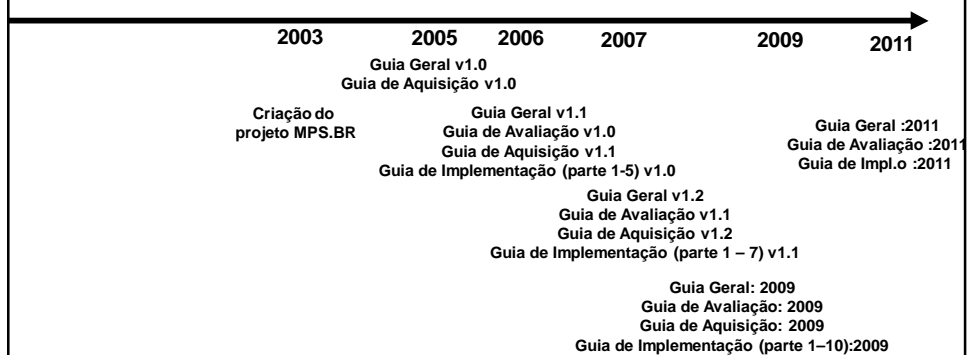 2003 2005 2006 2007 2009 2011
Guia Geral v1.0
Guia de Aquisição v1.0
Criação do
projeto MPS.BR
Guia Geral v1.1
Guia de Avaliação v1.0
Guia de Aquisição v1.1
Guia de Implementação (parte 1-5) v1.0
Guia Geral :2011
Guia de Avaliação :2011
Guia de Impl.o :2011
Guia Geral v1.2
Guia de Avaliação v1.1
Guia de Aquisição v1.2
Guia de Implementação (parte 1 – 7) v1.1
Guia Geral: 2009
Guia de Avaliação: 2009
Guia de Aquisição: 2009
Guia de Implementação (parte 1–10):2009